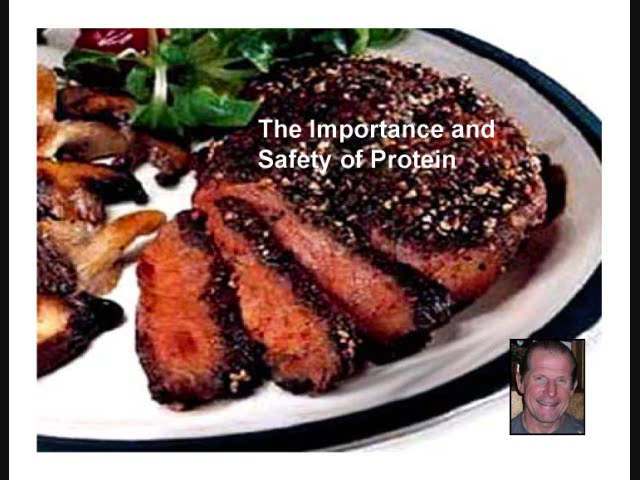 The Importance and
Safety of Protein